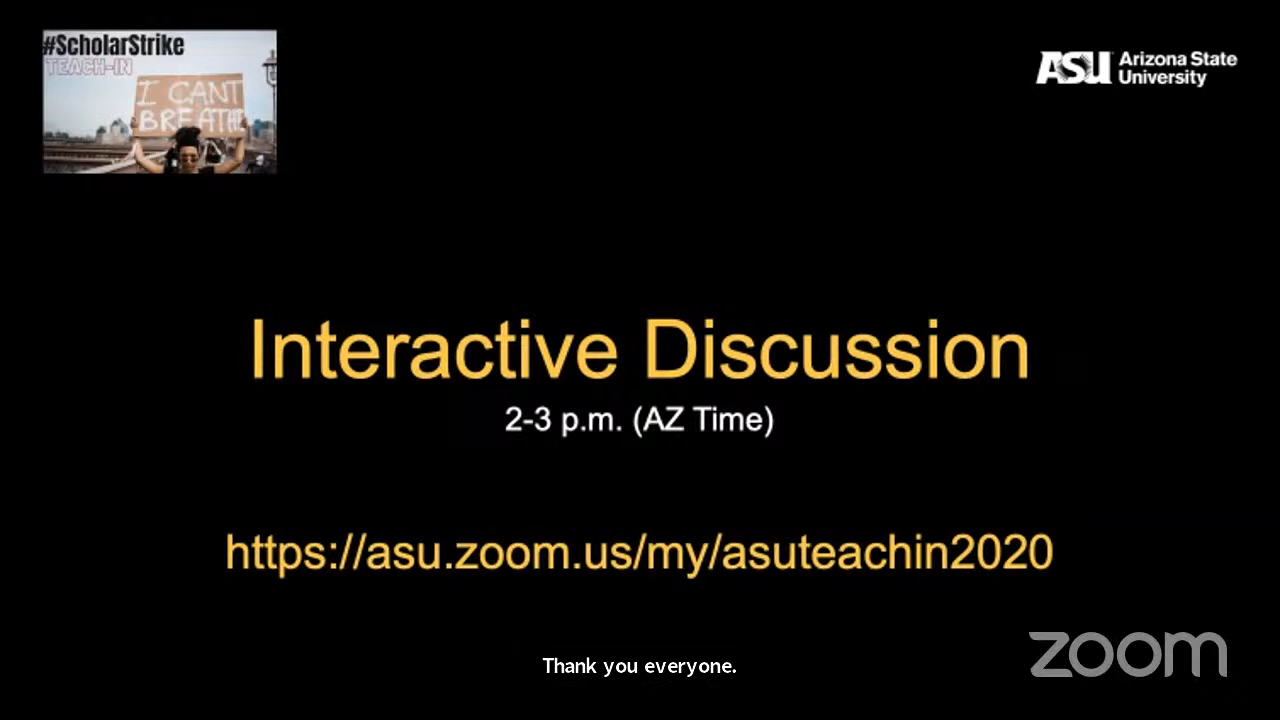 #ScholarStrike
TEACH-IN
I CANT
BREATHE
ASU Arizona State
University
Interactive Discussion
2-3 p.m. (AZ Time)
https://asu.zoom.us/my/asuteachin2020
Thank you everyone.
zoom